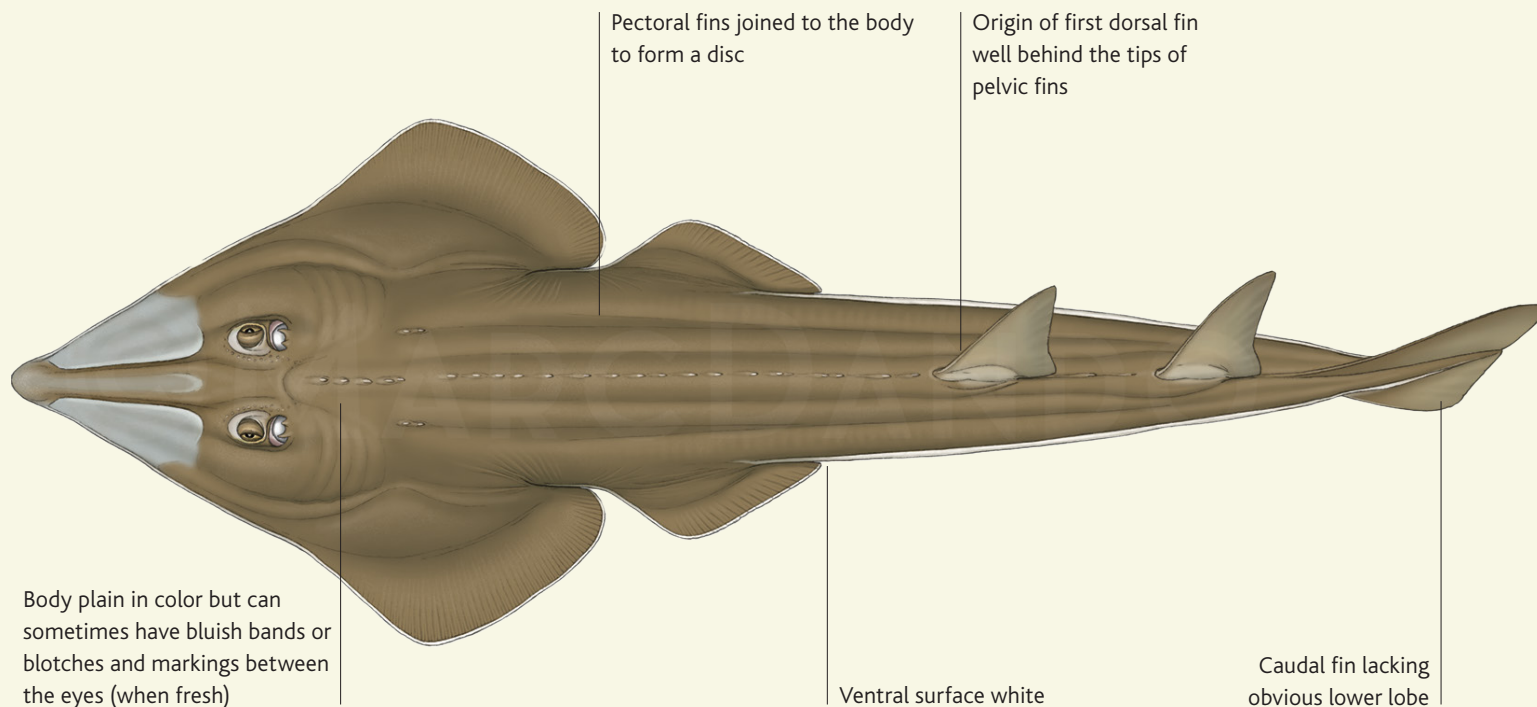 Pectoral fins joined to the body
to form a disc
Origin of first dorsal fin
well behind the tips of
pelvic fins
Body plain in color but can
sometimes have bluish bands or
blotches and markings between
the eyes (when fresh)
Ventral surface white
Caudal fin lacking
obvious lower lobe